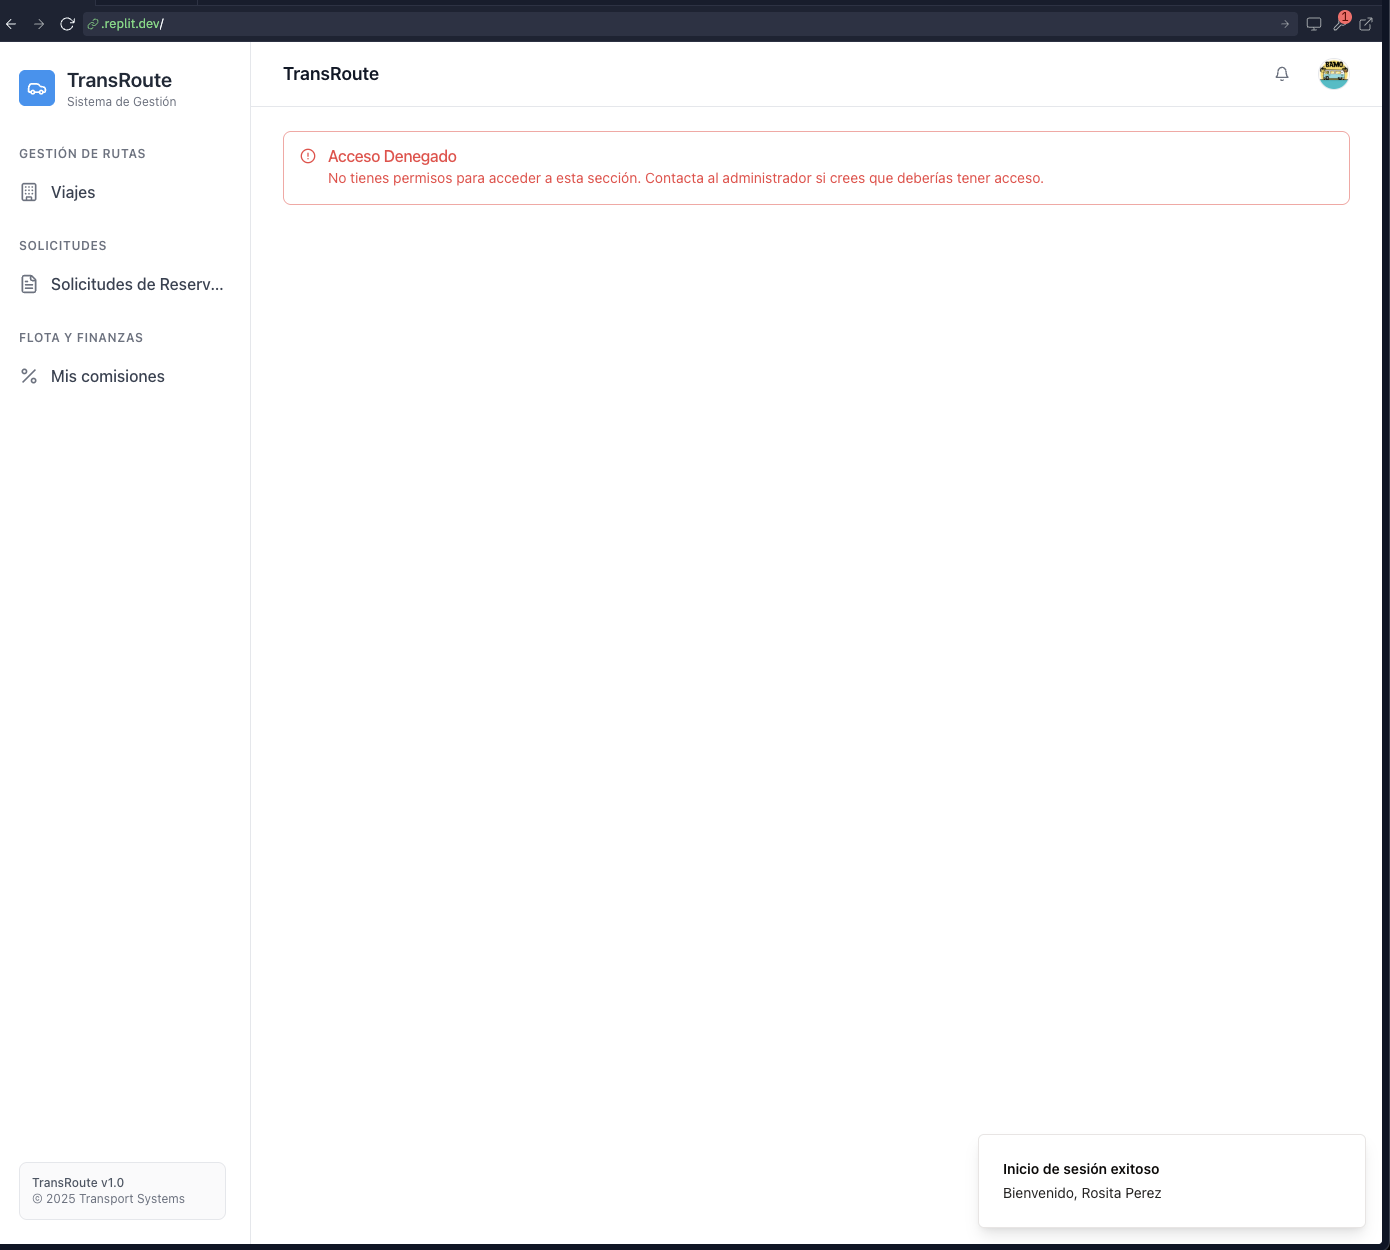 .replit.dev/
1
TransRoute
Sistema de Gestión
GESTIÓN DE RUTAS
Viajes
SOLICITUDES
Solicitudes de Reserv...
FLOTA Y FINANZAS
Mis comisiones
TransRoute v1.0
© 2025 Transport Systems
TransRoute
BAMO
Acceso Denegado
No tienes permisos para acceder a esta sección. Contacta al administrador si crees que deberías tener acceso.
Inicio de sesión exitoso
Bienvenido, Rosita Perez